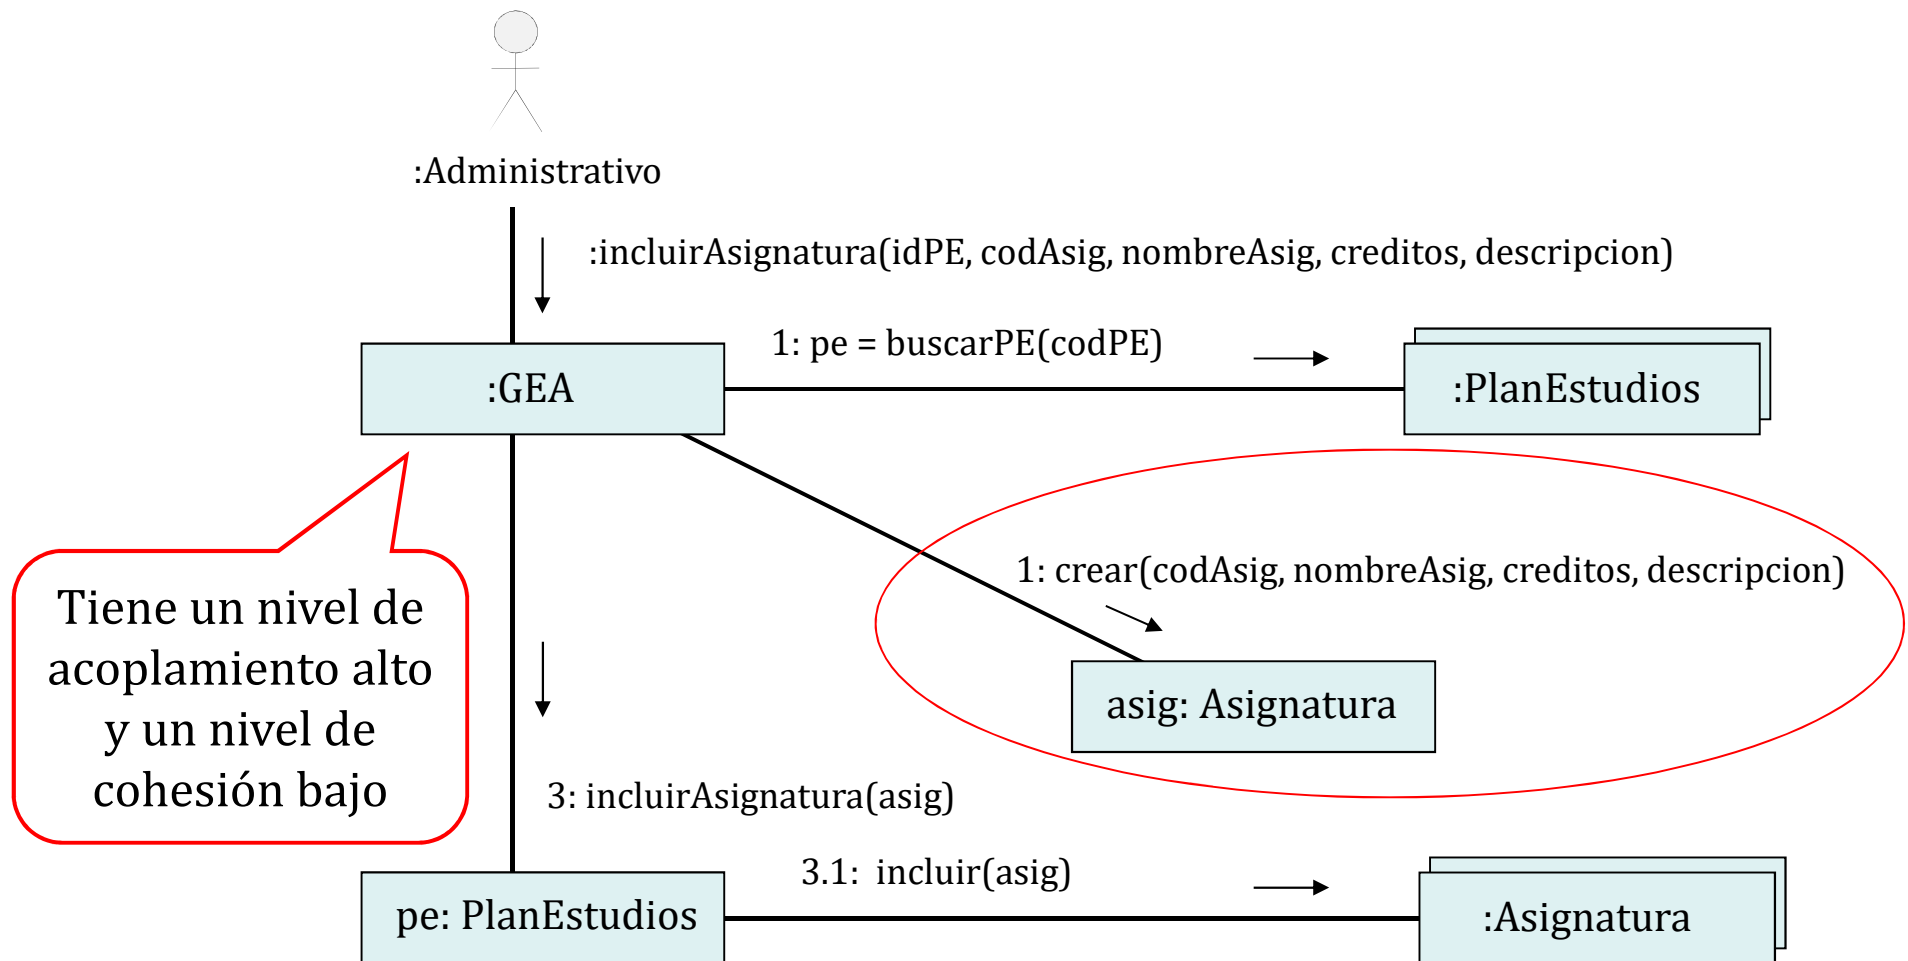 :Administrativo
:incluirAsignatura(idPE, codAsig, nombreAsig, creditos, descripcion)
1: pe = buscarPE(codPE)
:GEA
:PlanEstudios
1: crear(codAsig, nombreAsig, creditos, descripcion)
Tiene un nivel de
acoplamiento alto
y un nivel de
cohesión bajo
asig: Asignatura
3: incluirAsignatura(asig)
3.1: incluir(asig)
pe: PlanEstudios
:Asignatura